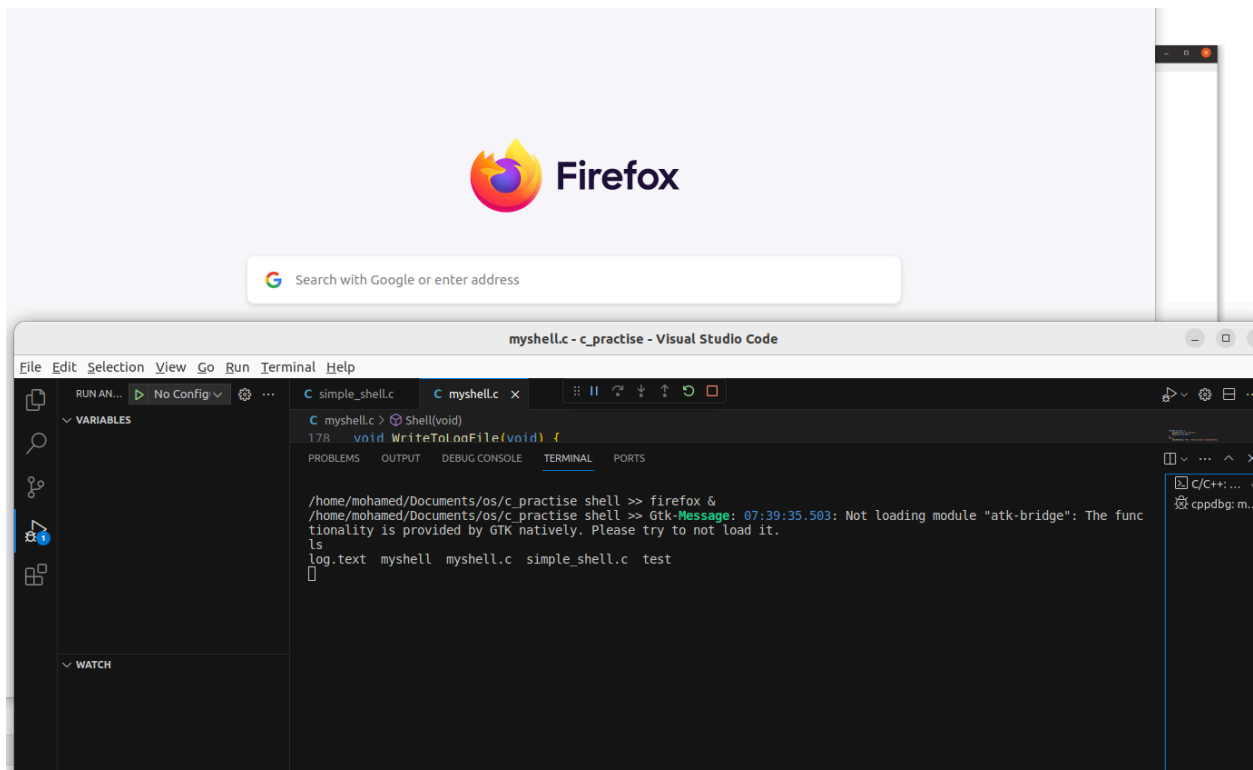 Firefox
Search with Google or enter address
myshell.c - c_practise - Visual Studio Code
File Edit Selection View Go Run Terminal Help
RUN AN... No Config
C simple_shell.c C myshell.c
VARIABLES
C myshell.c > Shell(void)
178 void WriteToLogFile(void) {
PROBLEMS OUTPUT DEBUG CONSOLE TERMINAL PORTS
/home/mohamed/Documents/os/c_practise shell >> firefox &
/home/mohamed/Documents/os/c_practise shell >> Gtk-Message: 07:39:35.503: Not loading module "atk-bridge": The func
tionality is provided by GTK natively. Please try to not load it.
ls
log.text myshell myshell.c simple_shell.c test
C/C++: ...
cppdbg: m...
1
WATCH